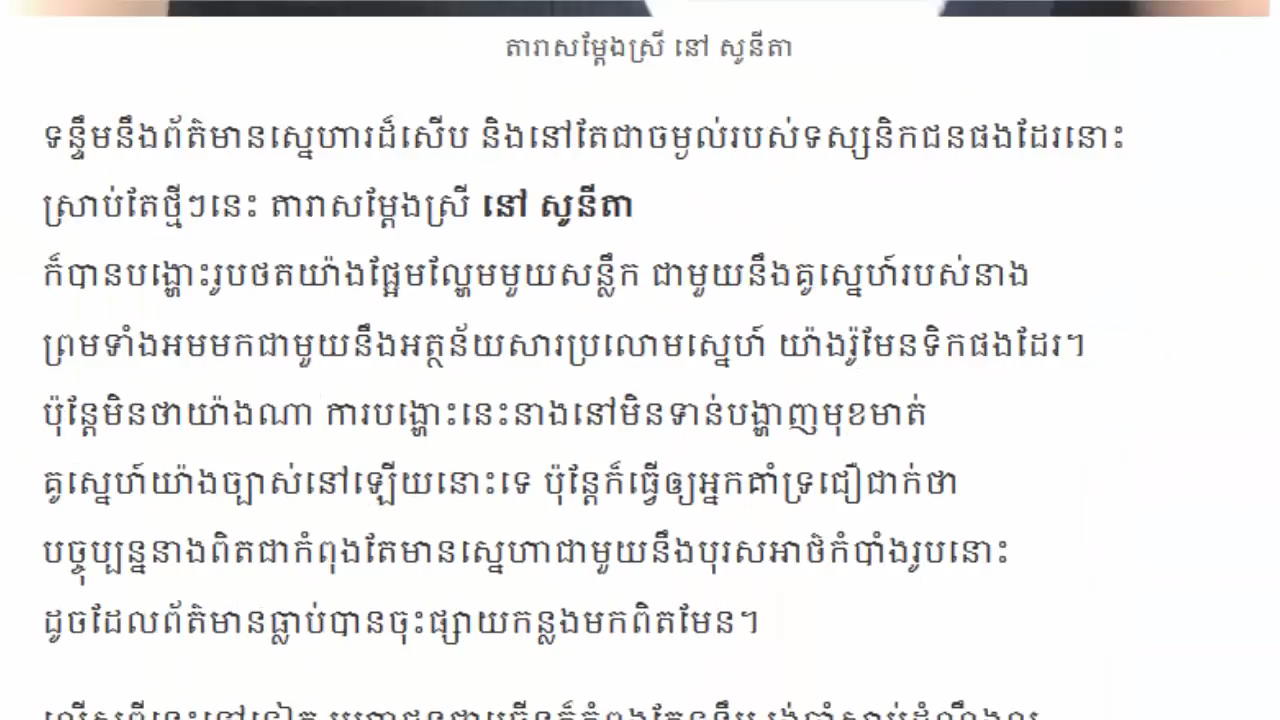 តារាសម្ដែងស្រី នៅ សូនីតា
ទន្ទឹមនឹងព័ត៌មានស្នេហារដ៏សើប និងនៅតែជាចម្ងល់របស់ទស្សនិកជនផងដែរនោះ
ស្រាប់តែថ្មីៗនេះ តារាសម្ដែងស្រី នៅ សូនីតា
ក៏បានបង្ហោះរូបថតយ៉ាងផ្អែមល្ហែមមួយសន្លឹក ជាមួយនឹងគូស្នេហ៍របស់នាង
ព្រមទាំងអមមកជាមួយនឹងអត្ថន័យសារប្រលោមស្នេហ៍ យ៉ាងរ៉ូមែនទិកផងដែរ។
ប៉ុន្តែមិនថាយ៉ាងណា ការបង្ហោះនេះនាងនៅមិនទាន់បង្ហាញមុខមាត់
គូស្នេហ៍យ៉ាងច្បាស់នៅឡើយនោះទេ ប៉ុន្តែក៏ធ្វើឲ្យអ្នកគាំទ្រជឿជាក់ថា
បច្ចុប្បន្ននាងពិតជាកំពុងតែមានស្នេហាជាមួយនឹងបុរសអាថ៌កំបាំងរូបនោះ
ដូចដែលព័ត៌មានធ្លាប់បានចុះផ្សាយកន្លងមកពិតមែន។